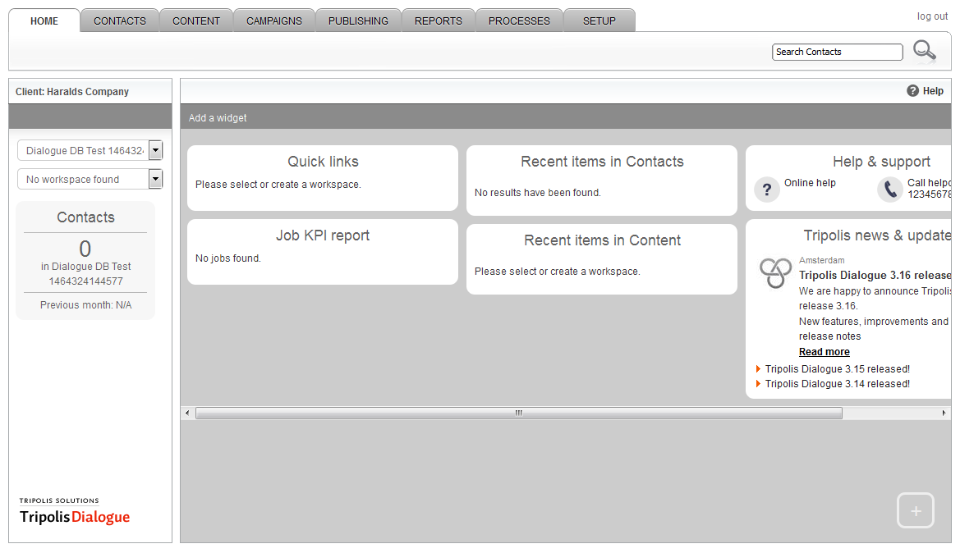 HOME CONTACTS CONTENT CAMPAIGNS PUBLISHING REPORTS PROCESSES SETUP
log out
Search Contacts
Client: Haralds Company
? Help
Add a widget
Dialogue DB Test 146432
No workspace found
Contacts
0
in Dialogue DB Test
1464324144577
Previous month: N/A
Quick links
Please select or create a workspace.
Job KPI report
No jobs found.
Recent items in Contacts
No results have been found.
Recent items in Content
Please select or create a workspace.
Help & support
? Online help
Call helpd
12345678
Tripolis news & update
Amsterdam
Tripolis Dialogue 3.16 release
We are happy to announce Tripolis
release 3.16.
New features, improvements and
release notes
Read more
Tripolis Dialogue 3.15 released!
Tripolis Dialogue 3.14 released!
TRIPOLIS SOLUTIONS
TripolisDialogue
+